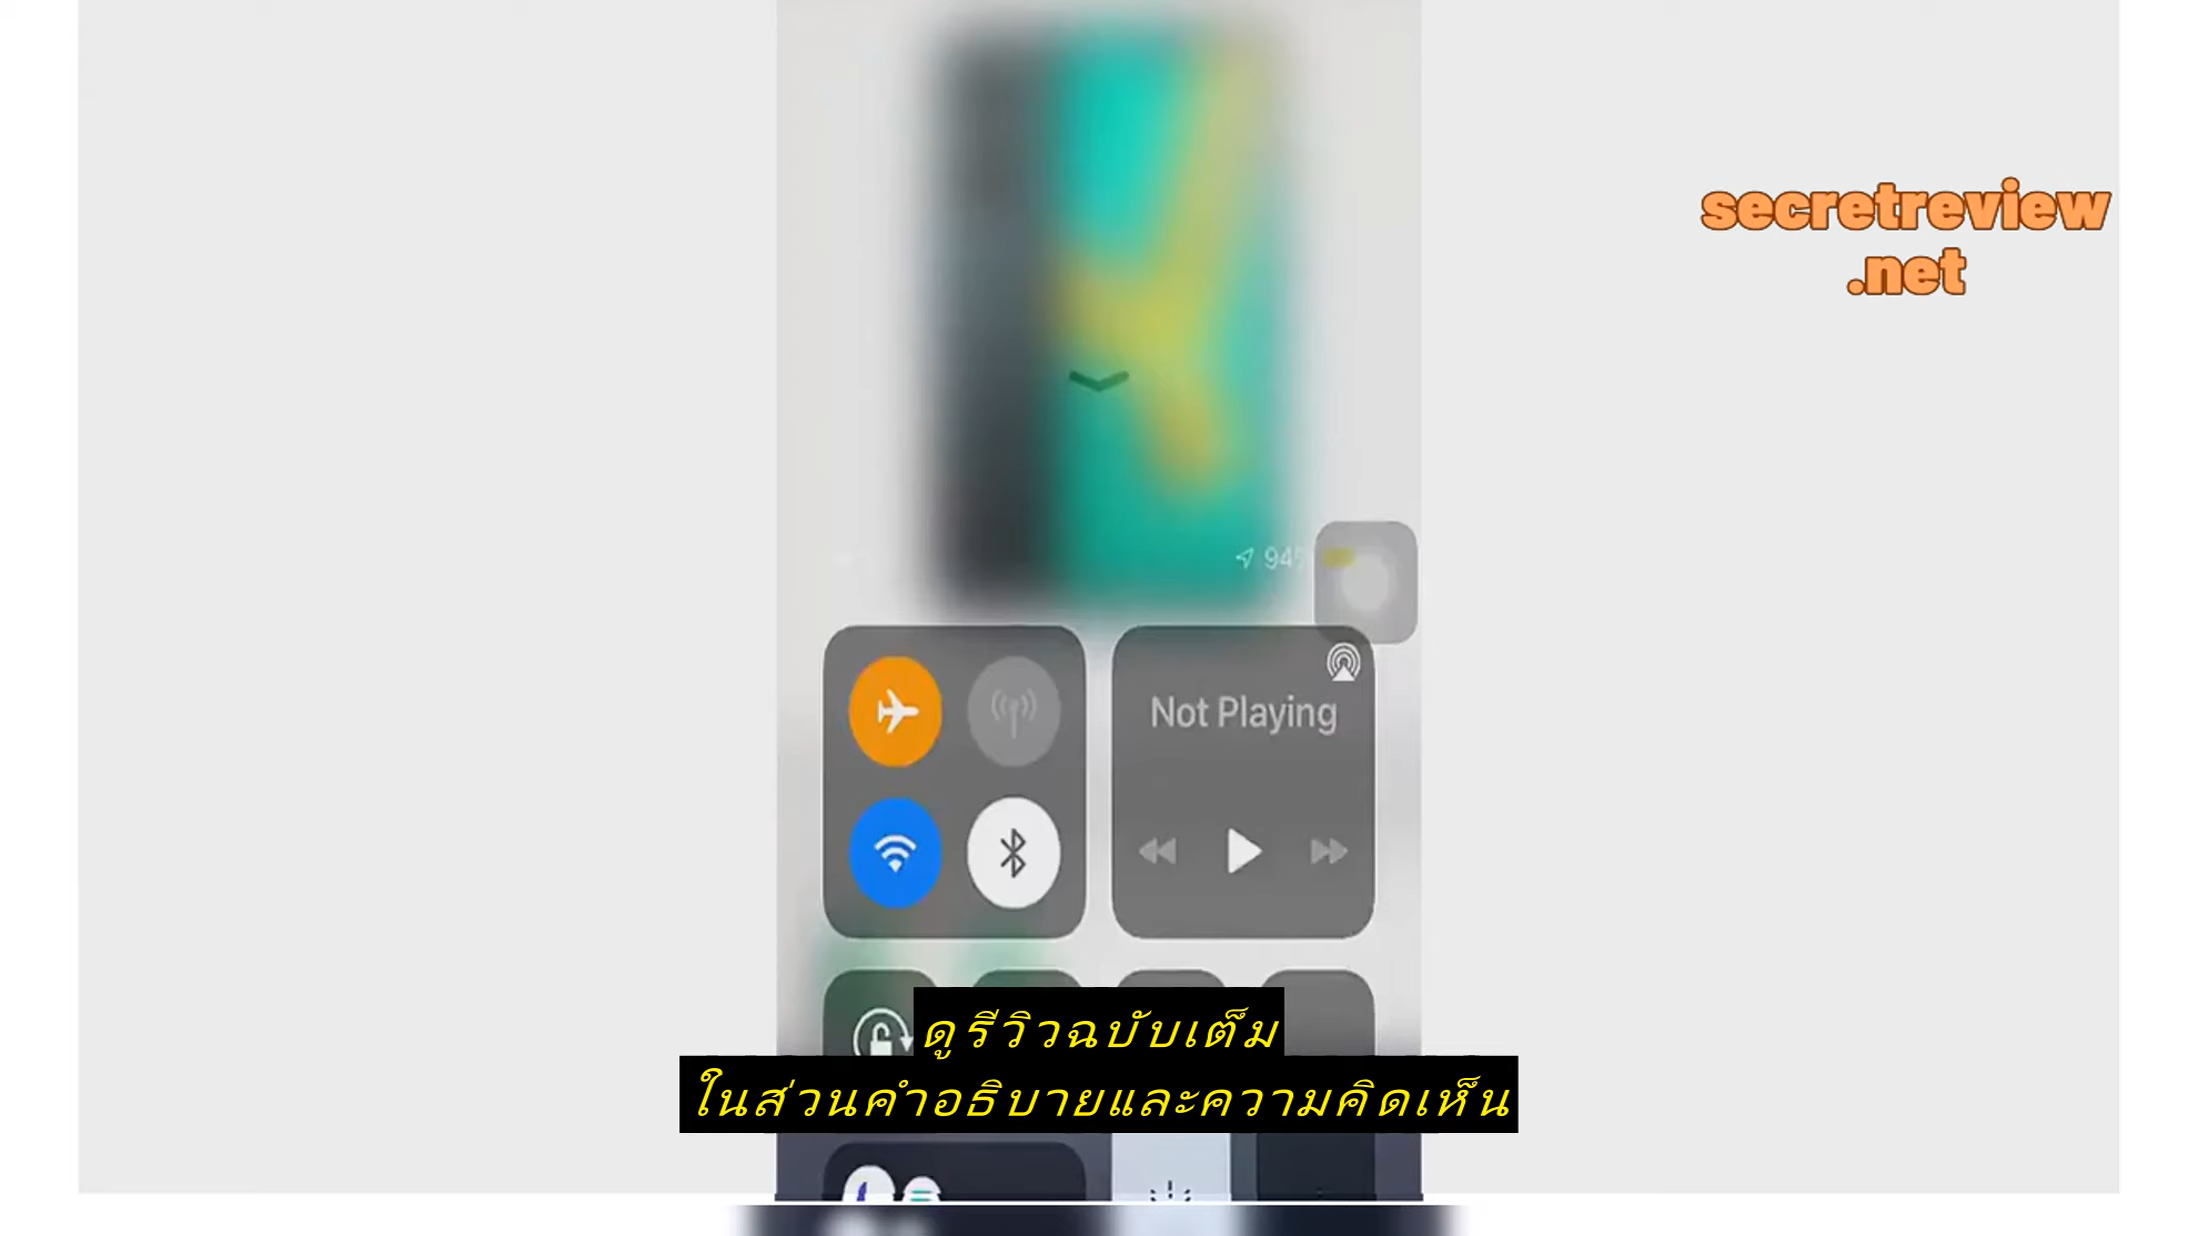 secretreview
.net
Not Playing
ดูรีวิวฉบับเต็ม
ในส่วนคำอธิบายและความคิดเห็น